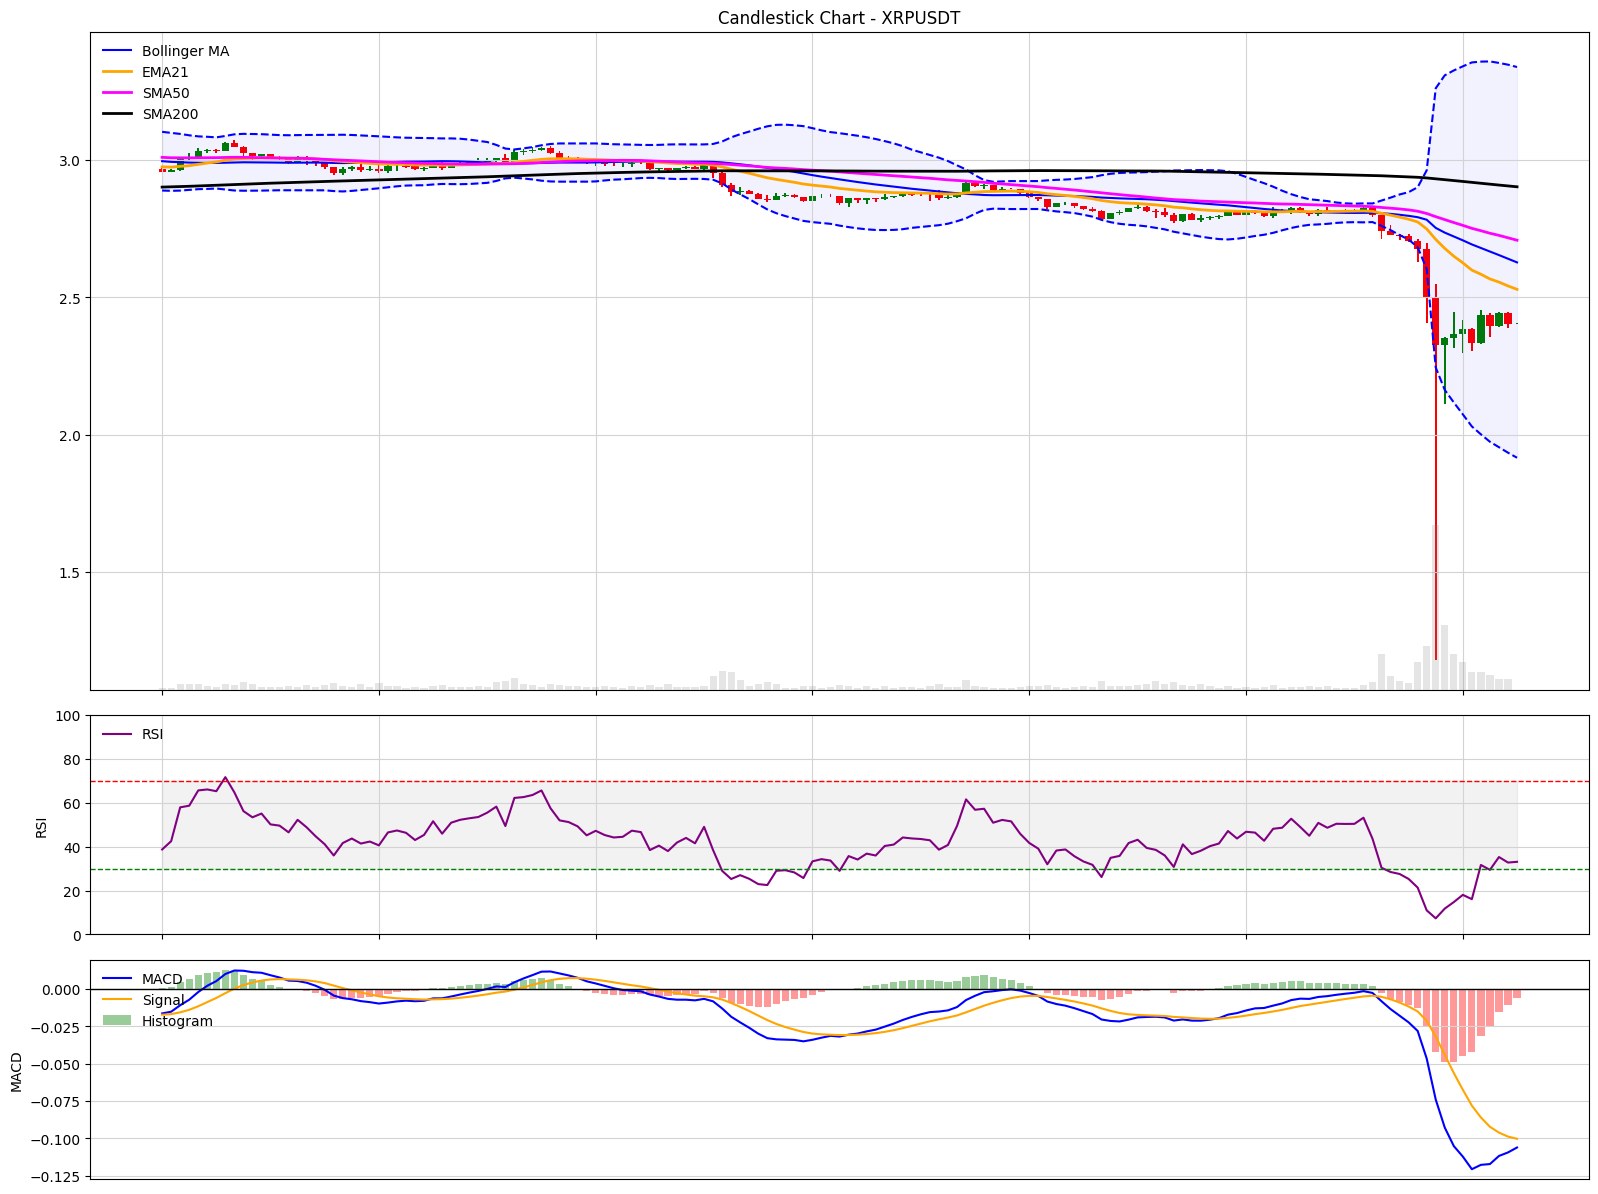 Candlestick Chart - XRPUSDT
Bollinger MA
EMA21
SMA50
SMA200
3.0
2.5
2.0
1.5
RSI
100
80
60
40
20
0
RSI
MACD
Signal
Histogram
0.000
−0.025
−0.050
−0.075
−0.100
−0.125
MACD